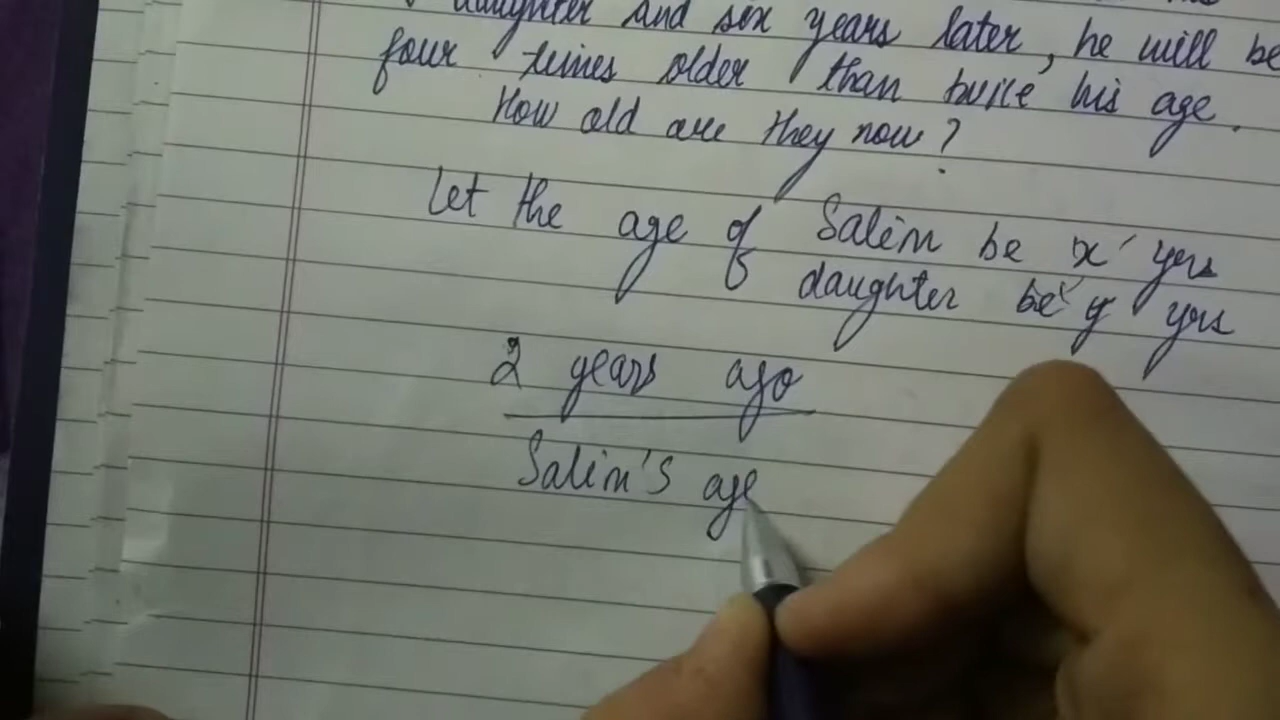 daughter and six years later, he will be
four times older than twice his age.
How old are they now?
Let the age of Salim be 'x' yrs
daughter be 'y' yrs
2 years ago
Salim's age